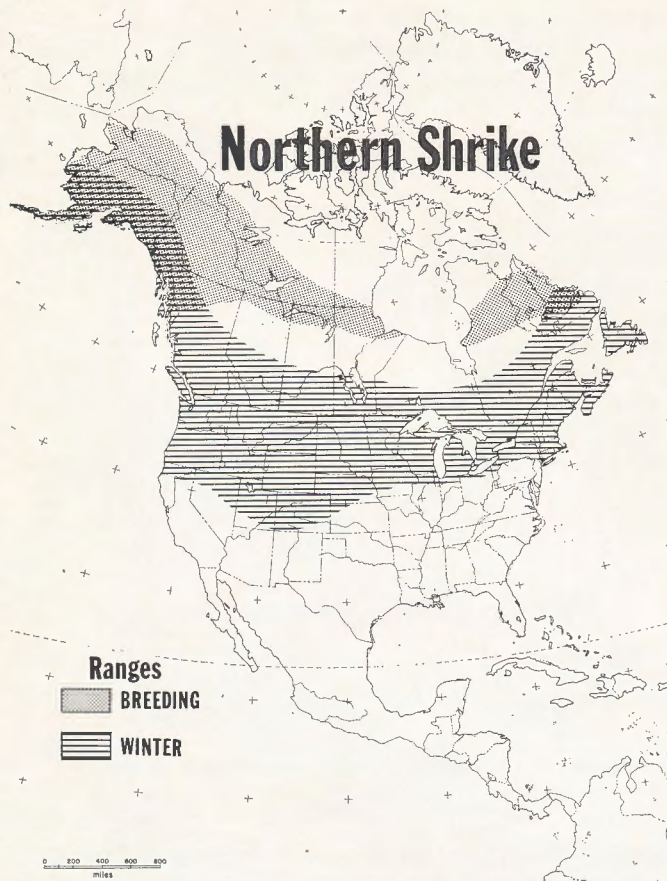 Northern Shrike
Ranges
BREEDING
WINTER
0 200 400 600 800
miles